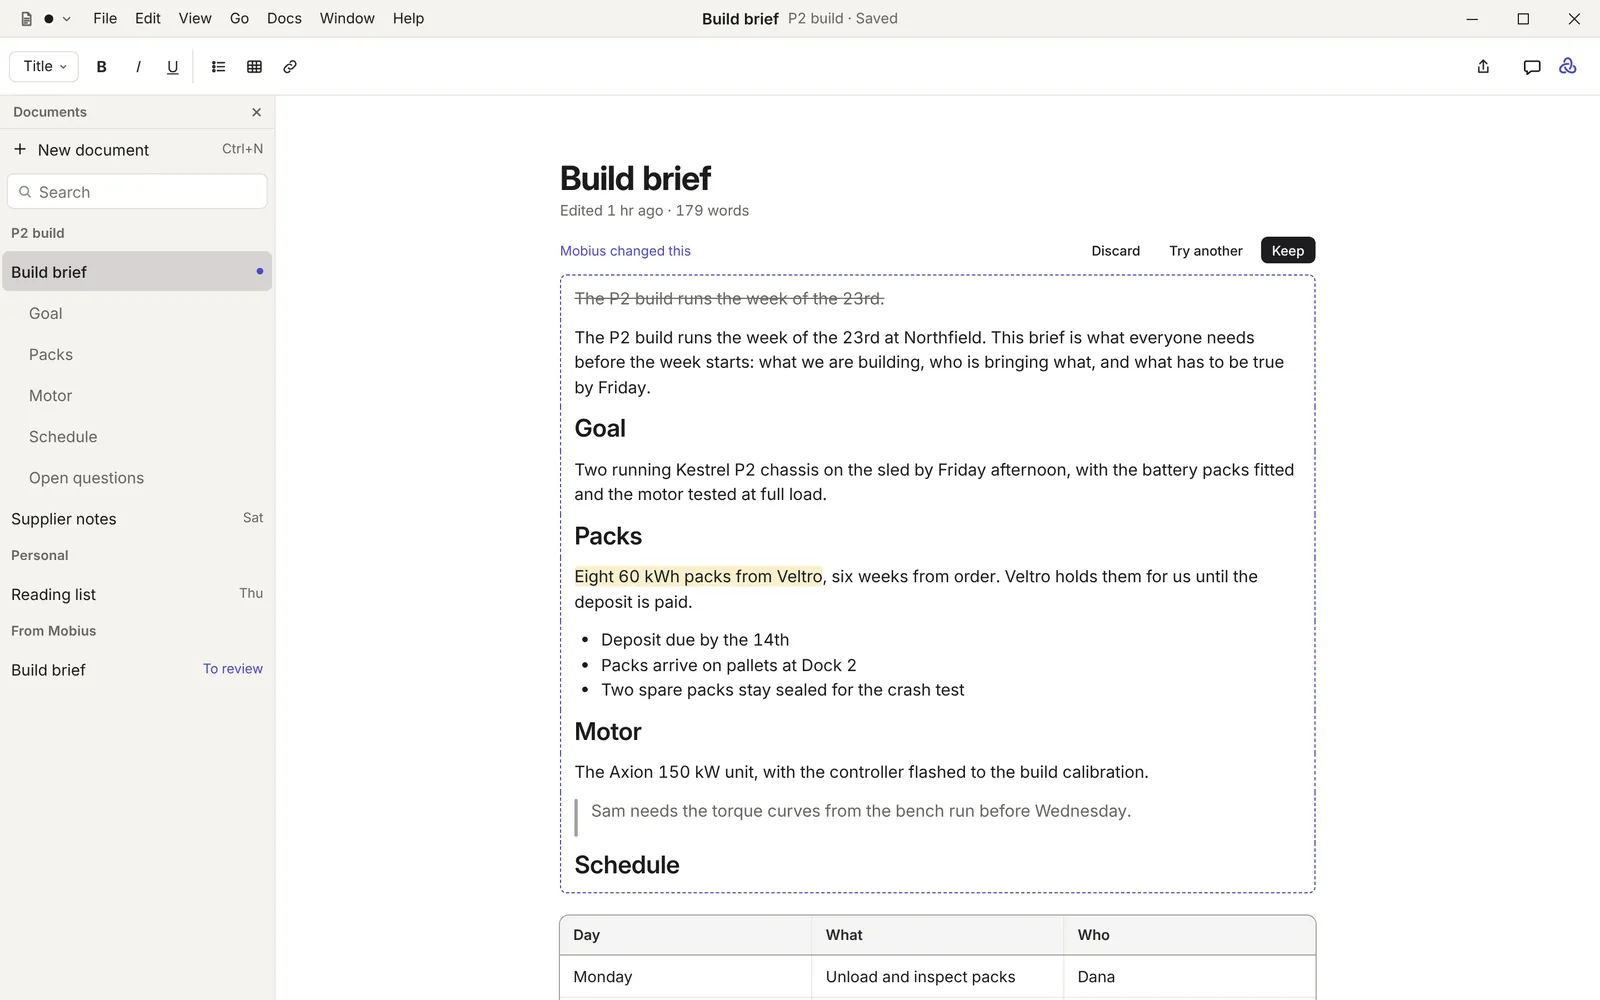 File Edit View Go Docs Window Help
Build brief P2 build · Saved
Title B I U
Documents
New document Ctrl+N
Search
P2 build
Build brief
Goal
Packs
Motor
Schedule
Open questions
Supplier notes Sat
Personal
Reading list Thu
From Mobius
Build brief To review
Build brief
Edited 1 hr ago · 179 words
Mobius changed this Discard Try another Keep
The P2 build runs the week of the 23rd.
The P2 build runs the week of the 23rd at Northfield. This brief is what everyone needs
before the week starts: what we are building, who is bringing what, and what has to be true
by Friday.
Goal
Two running Kestrel P2 chassis on the sled by Friday afternoon, with the battery packs fitted
and the motor tested at full load.
Packs
Eight 60 kWh packs from Veltro, six weeks from order. Veltro holds them for us until the
deposit is paid.
• Deposit due by the 14th
• Packs arrive on pallets at Dock 2
• Two spare packs stay sealed for the crash test
Motor
The Axion 150 kW unit, with the controller flashed to the build calibration.
Sam needs the torque curves from the bench run before Wednesday.
Schedule
Day What Who
Monday Unload and inspect packs Dana